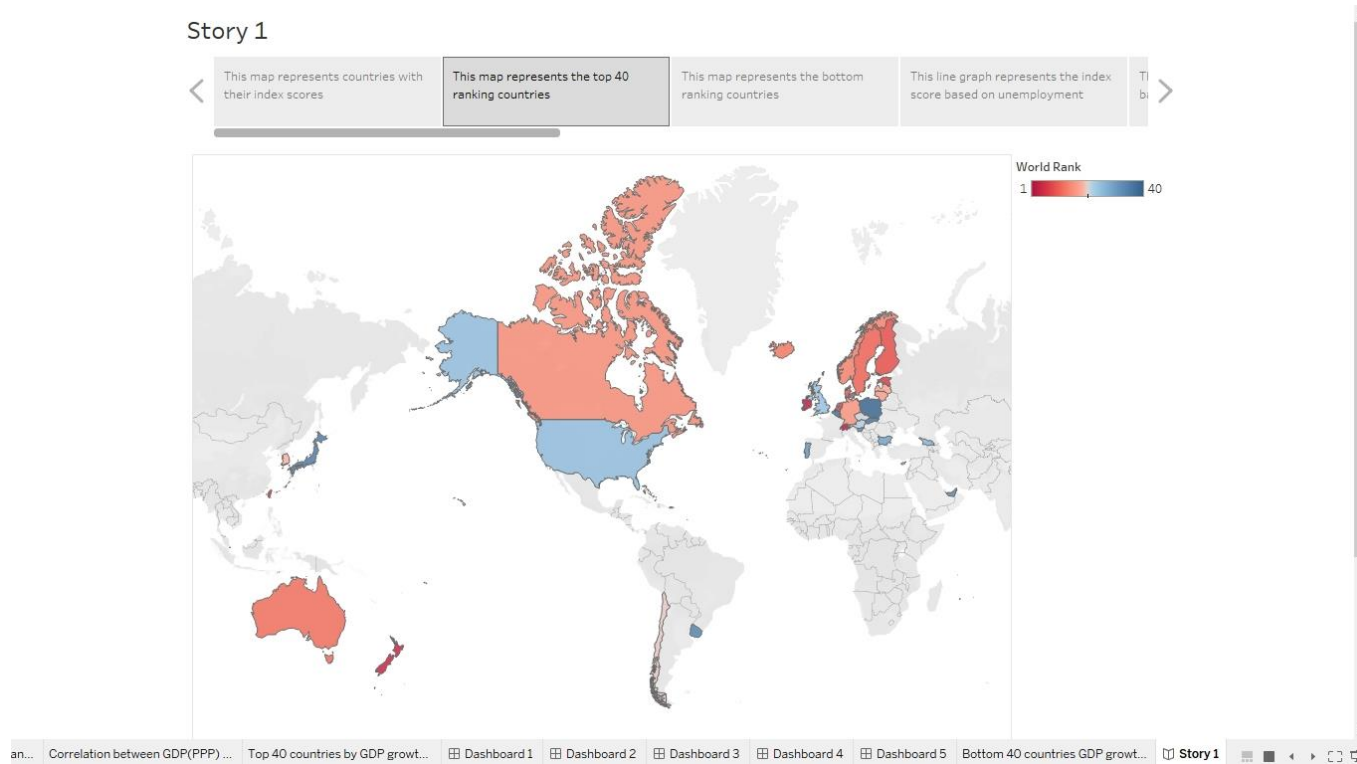 Story 1
This map represents countries with
their index scores
This map represents the top 40
ranking countries
This map represents the bottom
ranking countries
This line graph represents the index
score based on unemployment
World Rank
1
40
an...
Correlation between GDP(PPP) ...
Top 40 countries by GDP growt...
Dashboard 1
Dashboard 2
Dashboard 3
Dashboard 4
Dashboard 5
Bottom 40 countries GDP growt...
Story 1